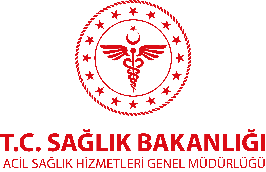 T.C. SAĞLIK BAKANLIĞI
ACİL SAĞLIK HİZMETLERİ GENEL MÜDÜRLÜĞÜ